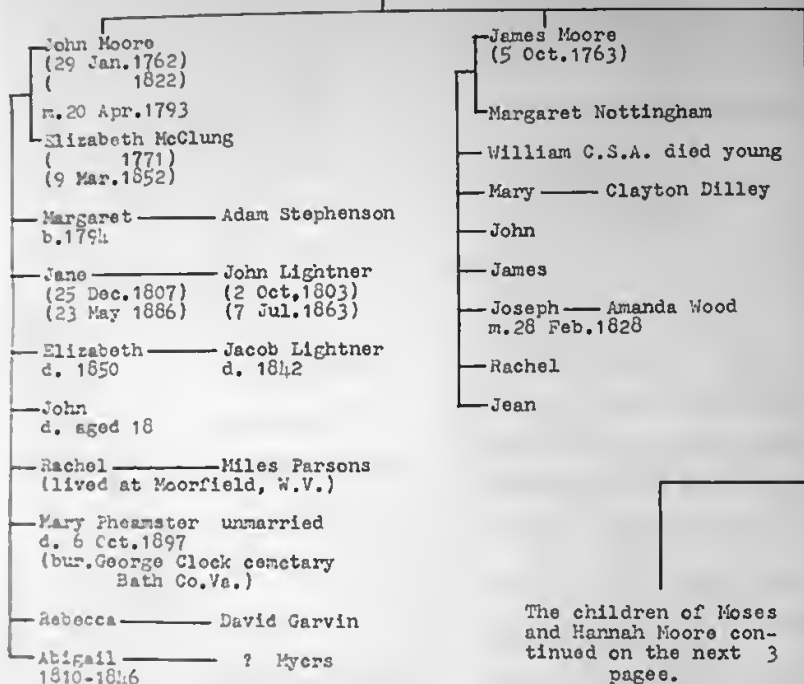 John Moore
(29 Jan.1762)
( 1822)
m.20 Apr.1793
Elizabeth McClung
( 1771)
(9 Mar.1852)
Margaret Adam Stephenson
b.1794
Jane John Lightner
(25 Dec.1807) (2 Oct,1803)
(23 May 1886) (7 Jul.1863)
Elizabeth Jacob Lightner
d. 1850 d. 1842
John
d. aged 18
Rachel Miles Parsons
(lived at Moorfield, W.V.)
Mary Pheamster unmarried
d. 6 Oct.1897
(bur.George Clock cemetary
Bath Co.Va.)
Rebecca David Garvin
Abigail ? Myers
1810-1846
James Moore
(5 Oct.1763)
Margaret Nottingham
William C.S.A. died young
Mary Clayton Dilley
John
James
Joseph Amanda Wood
m.28 Feb.1828
Rachel
Jean
The children of Moses
and Hannah Moore con-
tinued on the next 3
pages.